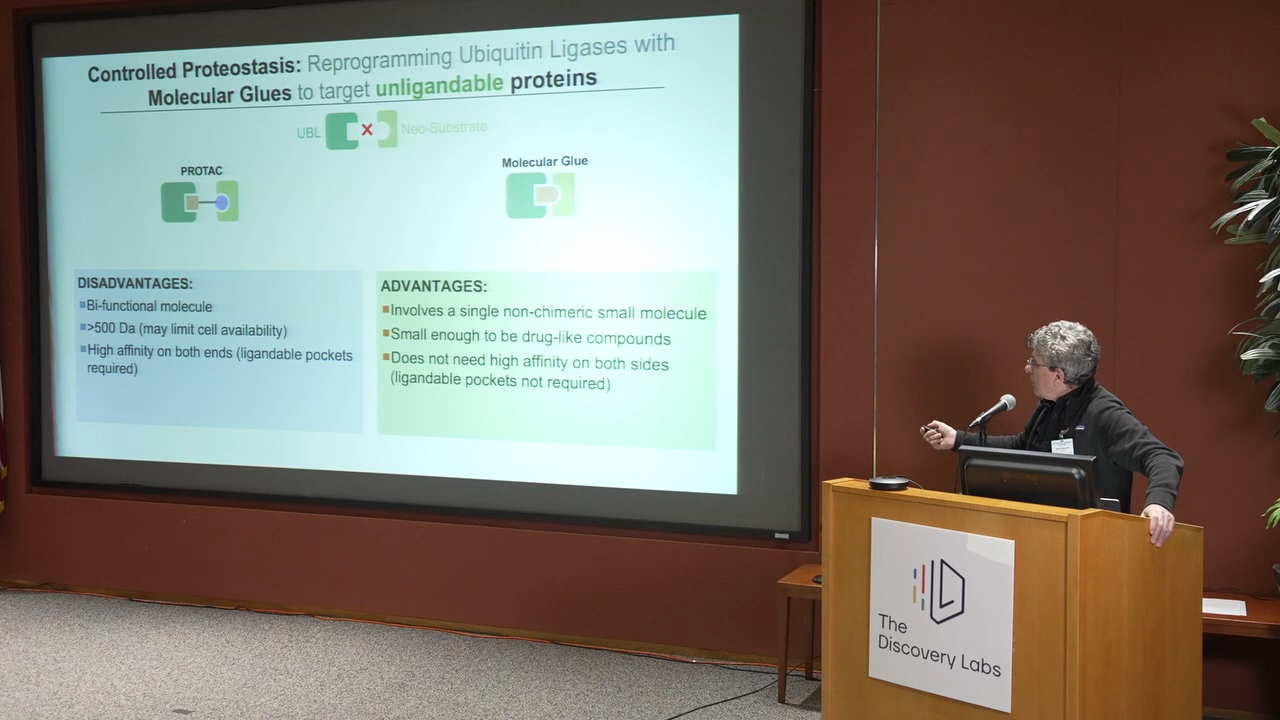 Controlled Proteostasis: Reprogramming Ubiquitin Ligases with
Molecular Glues to target unligandable proteins
UBL
Neo-Substrate
PROTAC
Molecular Glue
DISADVANTAGES:
Bi-functional molecule
>500 Da (may limit cell availability)
High affinity on both ends (ligandable pockets
required)
ADVANTAGES:
Involves a single non-chimeric small molecule
Small enough to be drug-like compounds
Does not need high affinity on both sides
(ligandable pockets not required)
The
Discovery Labs